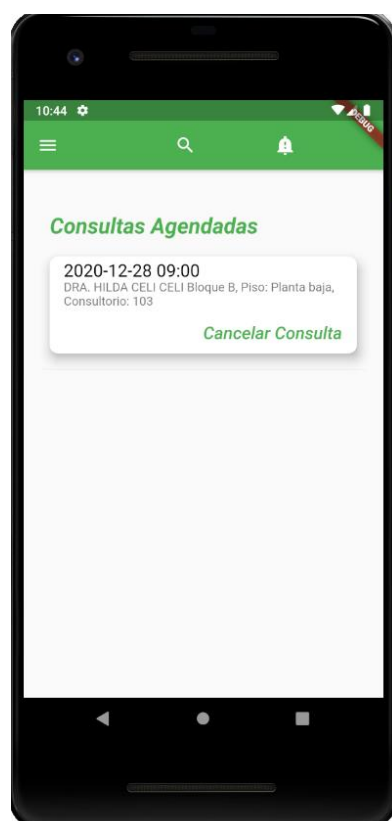 10:44
DEBUG
Consultas Agendadas
2020-12-28 09:00
DRA. HILDA CELI CELI Bloque B, Piso: Planta baja,
Consultorio: 103
Cancelar Consulta